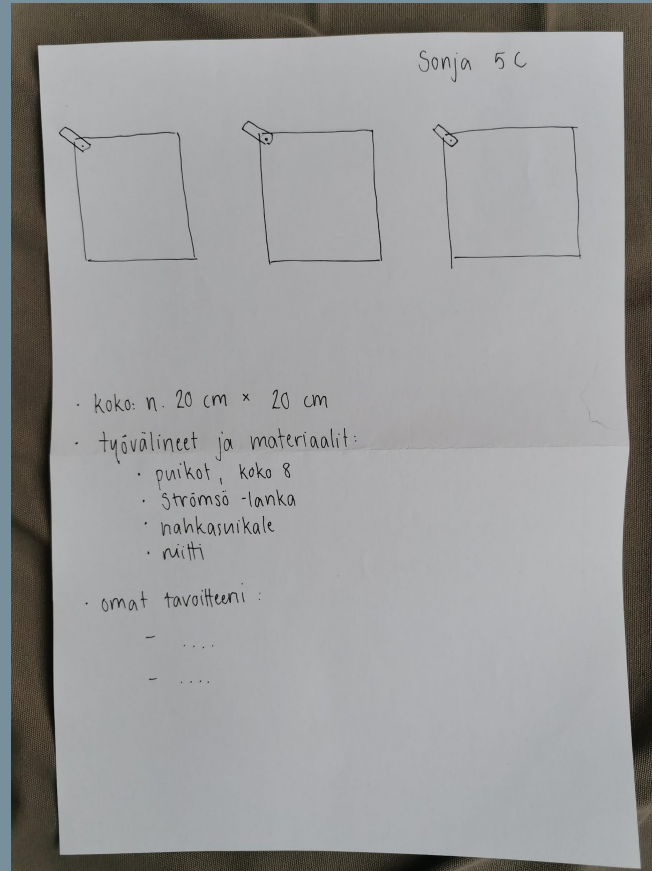 Sonja 5C
· koko: n. 20 cm × 20 cm
· työvälineet ja materiaalit:
· puikot, koko 8
· Strömsö -lanka
· nahkasuikale
· niitti
· omat tavoitteeni:
- ....
- ....